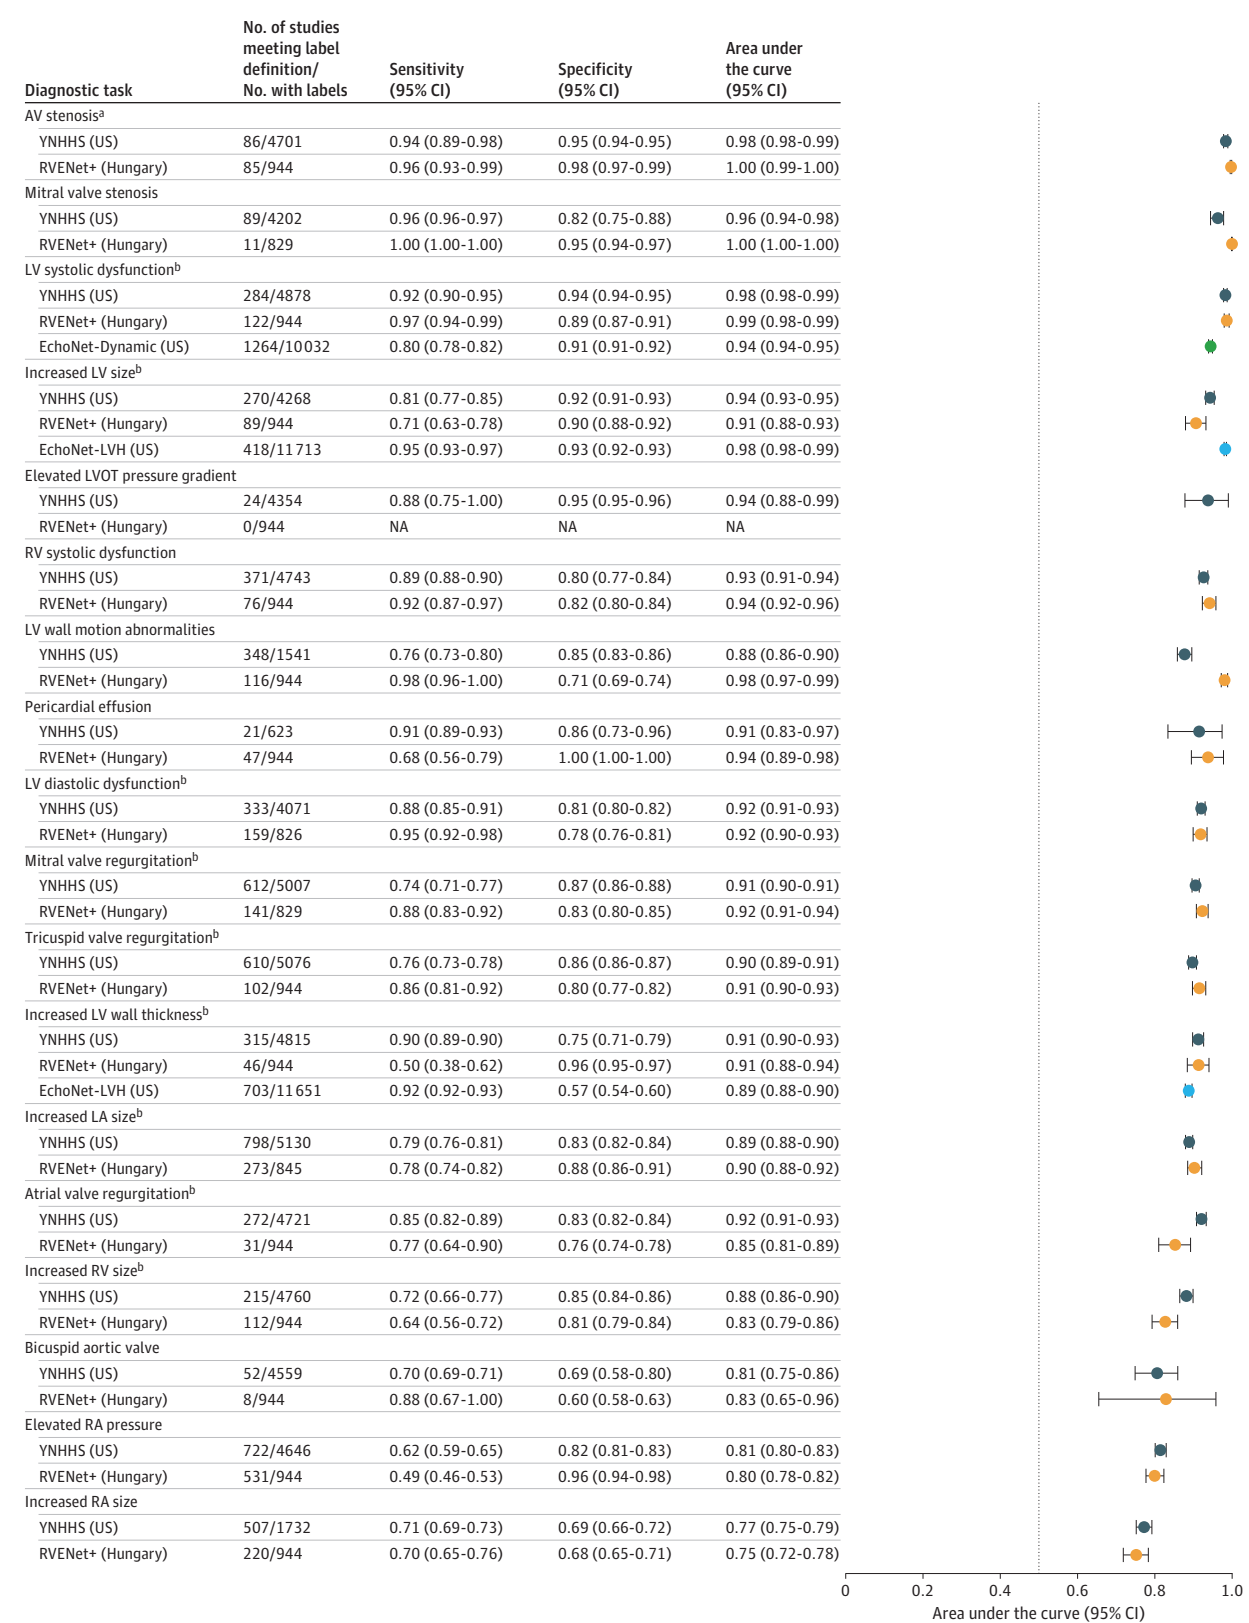 No. of studies
meeting label
definition/
No. with labels
Area under
the curve
(95% CI)
Sensitivity
(95% CI)
Specificity
(95% CI)
Diagnostic task
AV stenosisᵃ
YNHHS (US) 86/4701 0.94 (0.89-0.98) 0.95 (0.94-0.95) 0.98 (0.98-0.99)
RVENet+ (Hungary) 85/944 0.96 (0.93-0.99) 0.98 (0.97-0.99) 1.00 (0.99-1.00)
Mitral valve stenosis
YNHHS (US) 89/4202 0.96 (0.96-0.97) 0.82 (0.75-0.88) 0.96 (0.94-0.98)
RVENet+ (Hungary) 11/829 1.00 (1.00-1.00) 0.95 (0.94-0.97) 1.00 (1.00-1.00)
LV systolic dysfunctionᵇ
YNHHS (US) 284/4878 0.92 (0.90-0.95) 0.94 (0.94-0.95) 0.98 (0.98-0.99)
RVENet+ (Hungary) 122/944 0.97 (0.94-0.99) 0.89 (0.87-0.91) 0.99 (0.98-0.99)
EchoNet-Dynamic (US) 1264/10 032 0.80 (0.78-0.82) 0.91 (0.91-0.92) 0.94 (0.94-0.95)
Increased LV sizeᵇ
YNHHS (US) 270/4268 0.81 (0.77-0.85) 0.92 (0.91-0.93) 0.94 (0.93-0.95)
RVENet+ (Hungary) 89/944 0.71 (0.63-0.78) 0.90 (0.88-0.92) 0.91 (0.88-0.93)
EchoNet-LVH (US) 418/11 713 0.95 (0.93-0.97) 0.93 (0.92-0.93) 0.98 (0.98-0.99)
Elevated LVOT pressure gradient
YNHHS (US) 24/4354 0.88 (0.75-1.00) 0.95 (0.95-0.96) 0.94 (0.88-0.99)
RVENet+ (Hungary) 0/944 NA NA NA
RV systolic dysfunction
YNHHS (US) 371/4743 0.89 (0.88-0.90) 0.80 (0.77-0.84) 0.93 (0.91-0.94)
RVENet+ (Hungary) 76/944 0.92 (0.87-0.97) 0.82 (0.80-0.84) 0.94 (0.92-0.96)
LV wall motion abnormalities
YNHHS (US) 348/1541 0.76 (0.73-0.80) 0.85 (0.83-0.86) 0.88 (0.86-0.90)
RVENet+ (Hungary) 116/944 0.98 (0.96-1.00) 0.71 (0.69-0.74) 0.98 (0.97-0.99)
Pericardial effusion
YNHHS (US) 21/623 0.91 (0.89-0.93) 0.86 (0.73-0.96) 0.91 (0.83-0.97)
RVENet+ (Hungary) 47/944 0.68 (0.56-0.79) 1.00 (1.00-1.00) 0.94 (0.89-0.98)
LV diastolic dysfunctionᵇ
YNHHS (US) 333/4071 0.88 (0.85-0.91) 0.81 (0.80-0.82) 0.92 (0.91-0.93)
RVENet+ (Hungary) 159/826 0.95 (0.92-0.98) 0.78 (0.76-0.81) 0.92 (0.90-0.93)
Mitral valve regurgitationᵇ
YNHHS (US) 612/5007 0.74 (0.71-0.77) 0.87 (0.86-0.88) 0.91 (0.90-0.91)
RVENet+ (Hungary) 141/829 0.88 (0.83-0.92) 0.83 (0.80-0.85) 0.92 (0.91-0.94)
Tricuspid valve regurgitationᵇ
YNHHS (US) 610/5076 0.76 (0.73-0.78) 0.86 (0.86-0.87) 0.90 (0.89-0.91)
RVENet+ (Hungary) 102/944 0.86 (0.81-0.92) 0.80 (0.77-0.82) 0.91 (0.90-0.93)
Increased LV wall thicknessᵇ
YNHHS (US) 315/4815 0.90 (0.89-0.90) 0.75 (0.71-0.79) 0.91 (0.90-0.93)
RVENet+ (Hungary) 46/944 0.50 (0.38-0.62) 0.96 (0.95-0.97) 0.91 (0.88-0.94)
EchoNet-LVH (US) 703/11 651 0.92 (0.92-0.93) 0.57 (0.54-0.60) 0.89 (0.88-0.90)
Increased LA sizeᵇ
YNHHS (US) 798/5130 0.79 (0.76-0.81) 0.83 (0.82-0.84) 0.89 (0.88-0.90)
RVENet+ (Hungary) 273/845 0.78 (0.74-0.82) 0.88 (0.86-0.91) 0.90 (0.88-0.92)
Atrial valve regurgitationᵇ
YNHHS (US) 272/4721 0.85 (0.82-0.89) 0.83 (0.82-0.84) 0.92 (0.91-0.93)
RVENet+ (Hungary) 31/944 0.77 (0.64-0.90) 0.76 (0.74-0.78) 0.85 (0.81-0.89)
Increased RV sizeᵇ
YNHHS (US) 215/4760 0.72 (0.66-0.77) 0.85 (0.84-0.86) 0.88 (0.86-0.90)
RVENet+ (Hungary) 112/944 0.64 (0.56-0.72) 0.81 (0.79-0.84) 0.83 (0.79-0.86)
Bicuspid aortic valve
YNHHS (US) 52/4559 0.70 (0.69-0.71) 0.69 (0.58-0.80) 0.81 (0.75-0.86)
RVENet+ (Hungary) 8/944 0.88 (0.67-1.00) 0.60 (0.58-0.63) 0.83 (0.65-0.96)
Elevated RA pressure
YNHHS (US) 722/4646 0.62 (0.59-0.65) 0.82 (0.81-0.83) 0.81 (0.80-0.83)
RVENet+ (Hungary) 531/944 0.49 (0.46-0.53) 0.96 (0.94-0.98) 0.80 (0.78-0.82)
Increased RA size
YNHHS (US) 507/1732 0.71 (0.69-0.73) 0.69 (0.66-0.72) 0.77 (0.75-0.79)
RVENet+ (Hungary) 220/944 0.70 (0.65-0.76) 0.68 (0.65-0.71) 0.75 (0.72-0.78)
0 0.2 0.4 0.6 0.8 1.0
Area under the curve (95% CI)